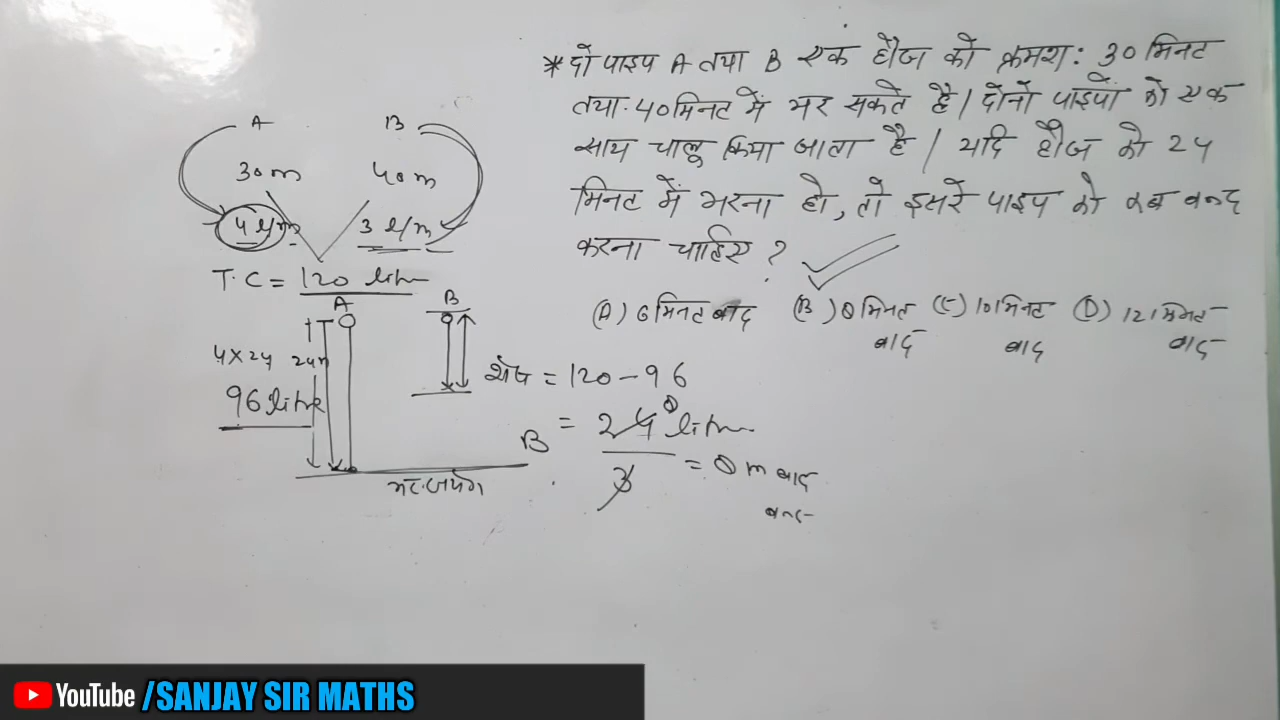 * दो पाइप A तथा B एक हौज को क्रमश: 30 मिनट
तथा 40 मिनट में भर सकते है। दोनों पाइपों को एक
साथ चालू किया जाता है। यदि हौज को 24
मिनट में भरना हो, तो दूसरे पाइप को कब बन्द
करना चाहिए?
(A) 6 मिनट बाद (B) 8 मिनट बाद (C) 10 मिनट बाद (D) 12 मिनट बाद
A B
30 m 40 m
4 l/m 3 l/m
T.C = 120 litre
A B
4 x 24 24m
96 litre
शेष = 120 - 96
B = 24 8 litre
3 = 8 m बाद
बन्द
YouTube /SANJAY SIR MATHS